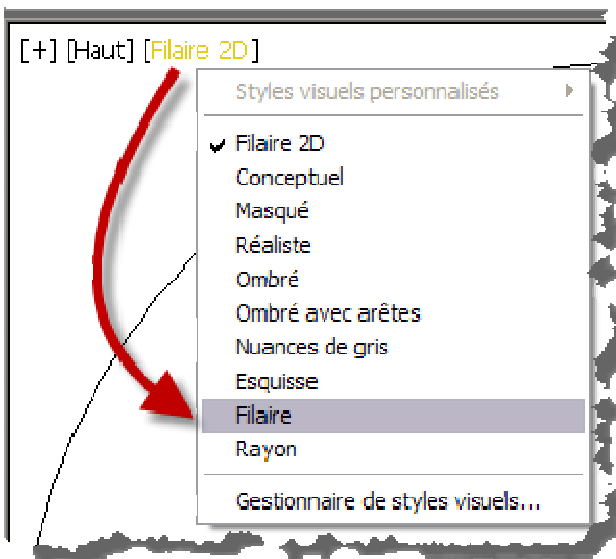 [+] [Haut] [Filaire 2D]
Styles visuels personnalisés
Filaire 2D
Conceptuel
Masqué
Réaliste
Ombré
Ombré avec arêtes
Nuances de gris
Esquisse
Filaire
Rayon
Gestionnaire de styles visuels...